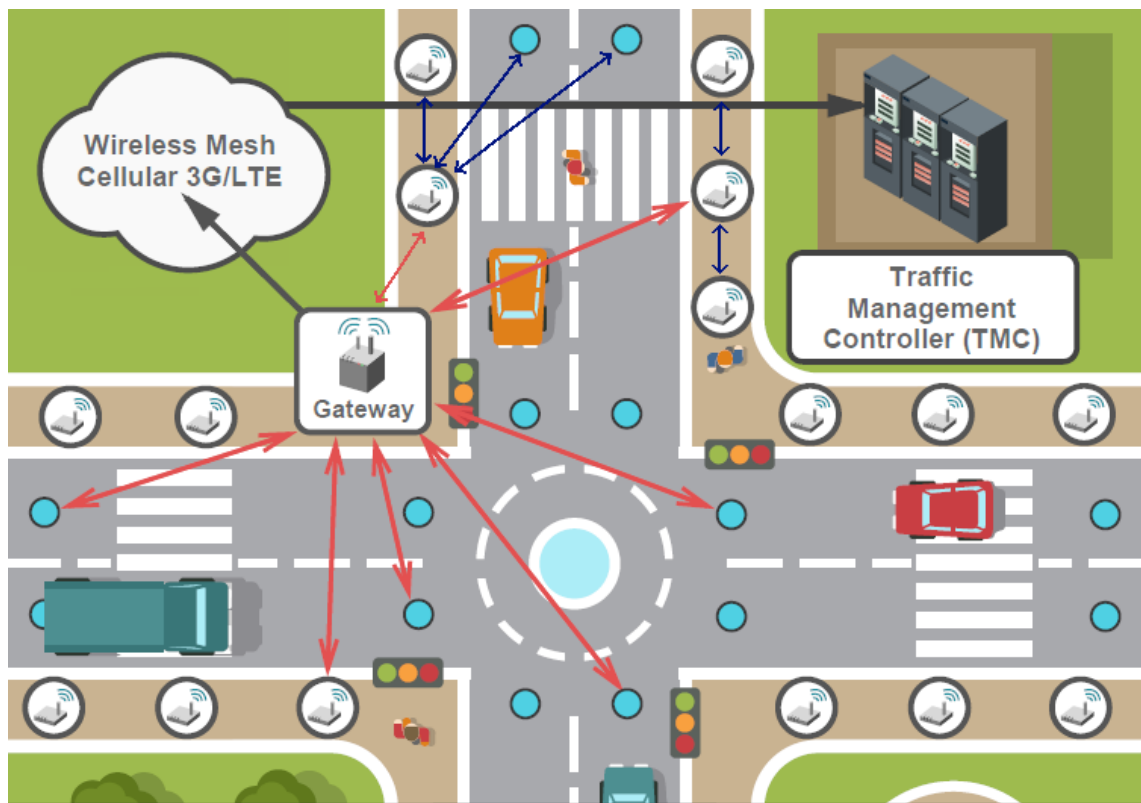 Wireless Mesh
Cellular 3G/LTE
Traffic
Management
Controller (TMC)
Gateway